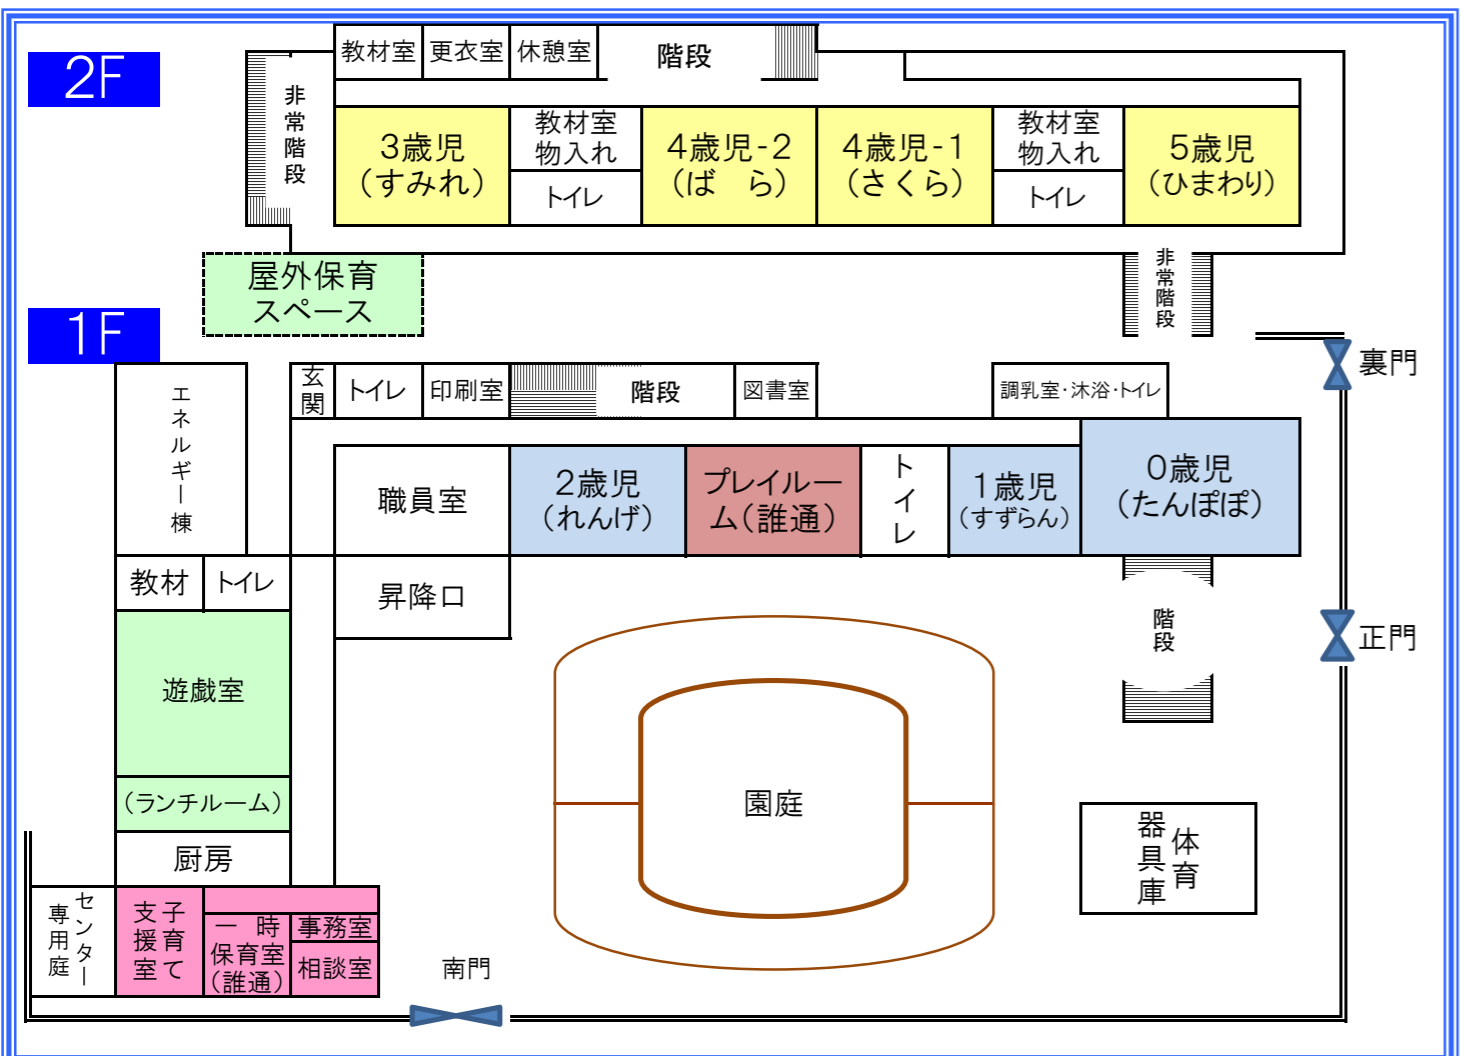 2F
教材室
更衣室
休憩室
階段
非常階段
3歳児
(すみれ)
教材室
物入れ
トイレ
4歳児-2
(ば　ら)
4歳児-1
(さくら)
教材室
物入れ
トイレ
5歳児
(ひまわり)
非常階段
屋外保育
スペース
1F
裏門
エネルギー棟
玄関
トイレ
印刷室
階段
図書室
調乳室・沐浴・トイレ
職員室
2歳児
(れんげ)
プレイルー
ム(誰通)
トイレ
1歳児
(すずらん)
0歳児
(たんぽぽ)
教材
トイレ
昇降口
階段
正門
遊戯室
(ランチルーム)
園庭
体育
器具庫
厨房
センター
専用庭
子育て
支援室
一　時
保育室
(誰通)
事務室
相談室
南門